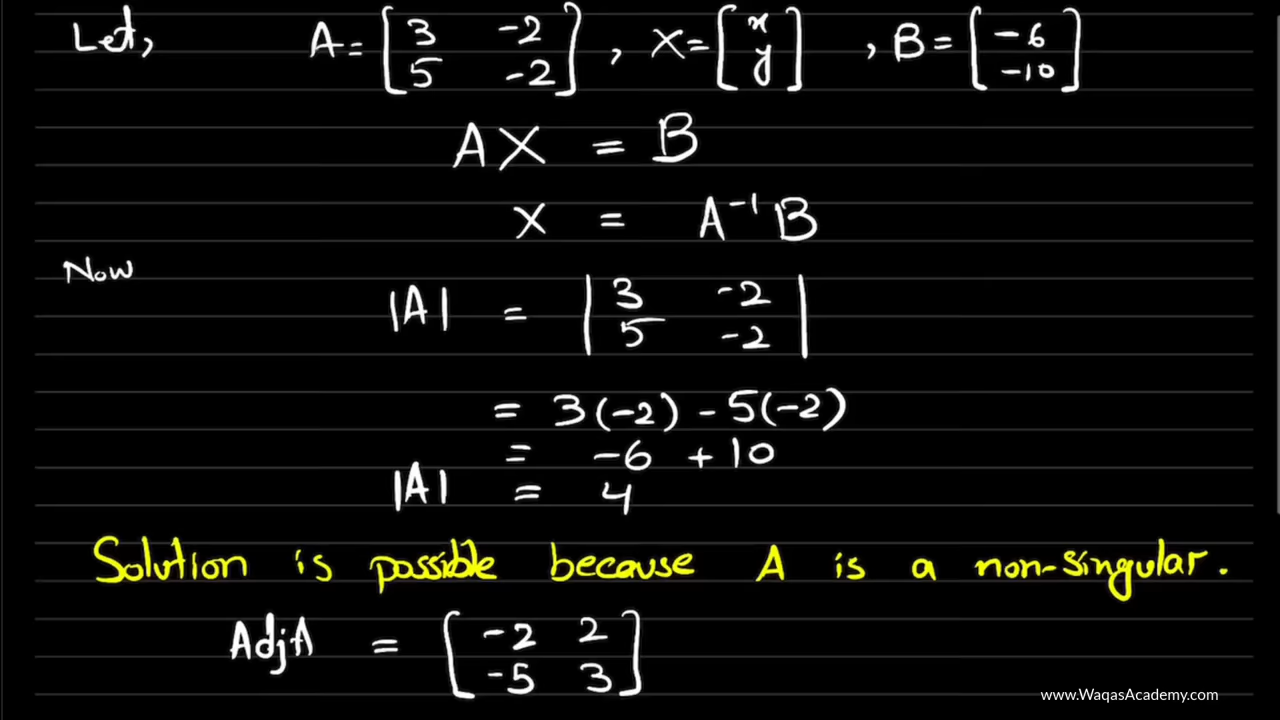 Let, A = [3 -2 5 -2], X = [x y], B = [-6 -10]
AX = B
X = A⁻¹B
Now
|A| = |3 -2 5 -2|
= 3(-2) - 5(-2)
= -6 + 10
|A| = 4
Solution is possible because A is a non-singular.
AdjA = [-2 2 -5 3]
www.WaqasAcademy.com